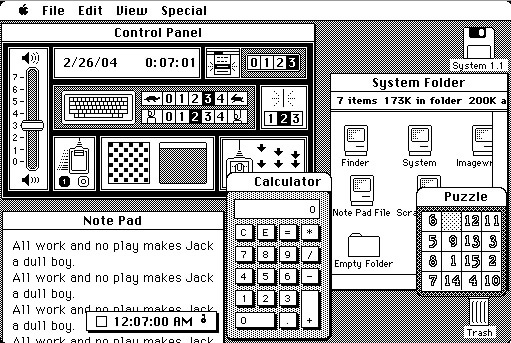 File Edit View Special
Control Panel
2/26/04 0:07:01
0 1 2 3
7
6
5
4
3
2
1
0
0 1 2 3 4
0 1 2 3
1 2 3
1 0
System 1.1
System Folder
7 items 173K in folder 200K a
Finder System Imagewr
Note Pad File Scra
Empty Folder
Calculator
0
C E = *
7 8 9 /
4 5 6 -
1 2 3 +
0 .
Puzzle
6 12 11
5 9 13 3
8 1 15 2
7 14 4 10
Note Pad
All work and no play makes Jack
a dull boy.
All work and no play makes Jack
a dull boy.
All work and no play makes Jack
a dull boy.
All work and no play makes Jack
12:07:00 AM
Trash